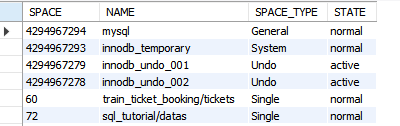 SPACE NAME SPACE_TYPE STATE
4294967294 mysql General normal
4294967293 innodb_temporary System normal
4294967279 innodb_undo_001 Undo active
4294967278 innodb_undo_002 Undo active
60 train_ticket_booking/tickets Single normal
72 sql_tutorial/datas Single normal